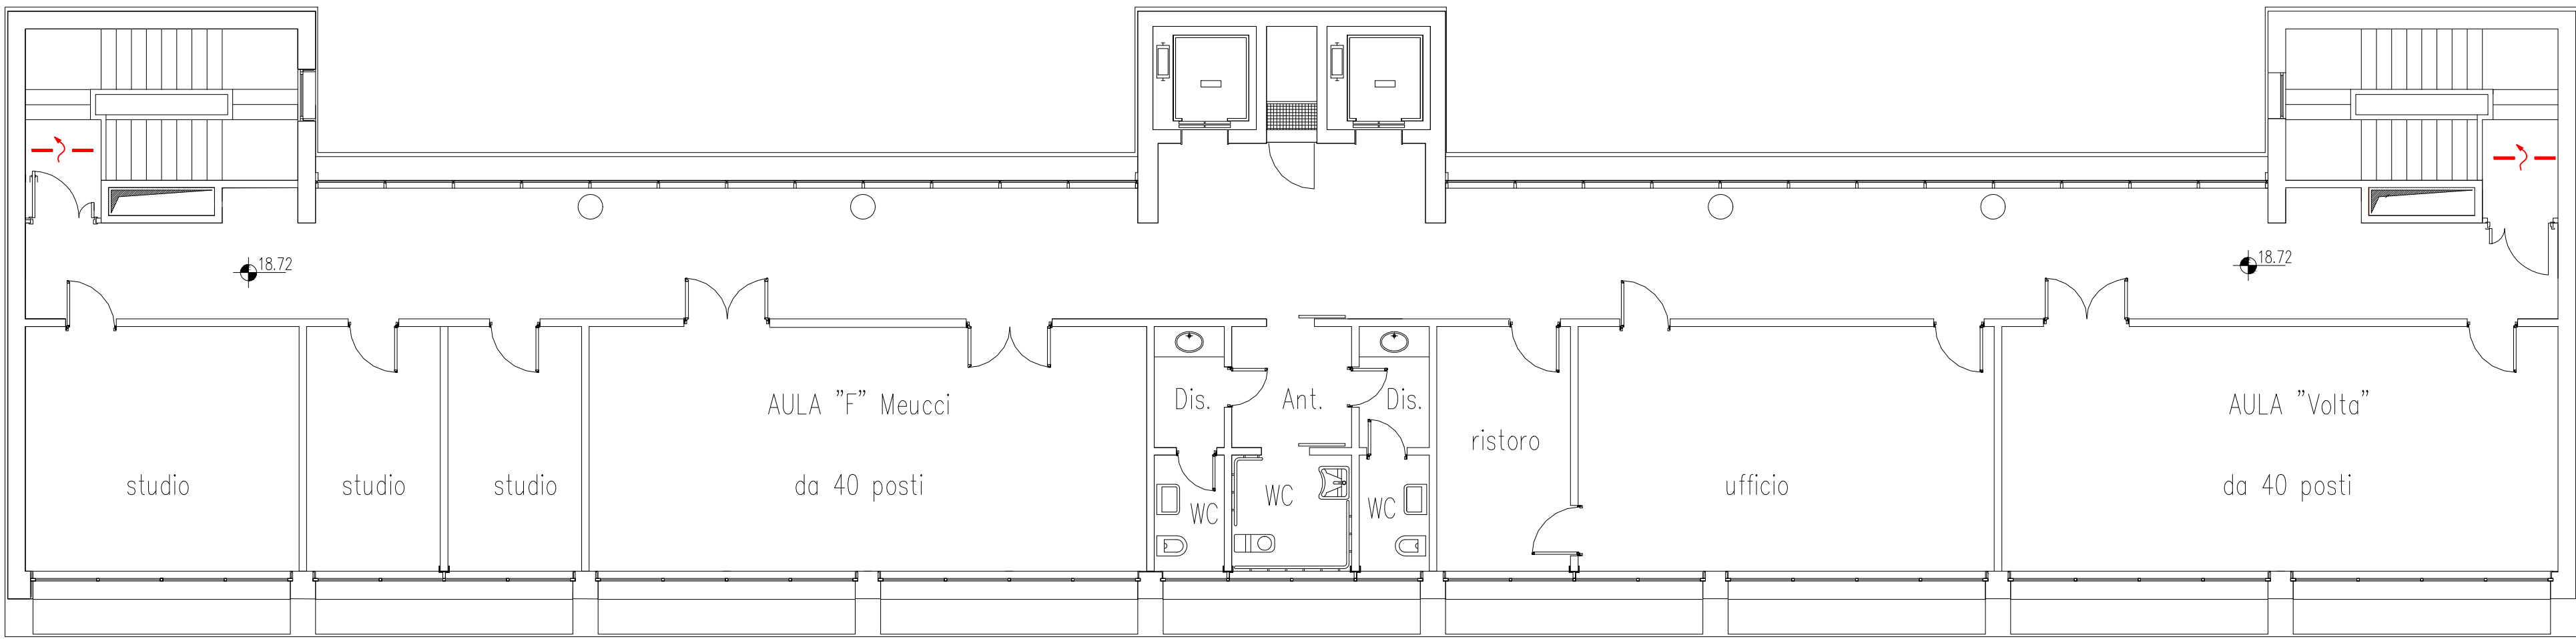 18.72
18.72
AULA "F" Meucci
da 40 posti
studio
studio
studio
Dis.
Ant.
Dis.
WC
WC
WC
ristoro
ufficio
AULA "Volta"
da 40 posti